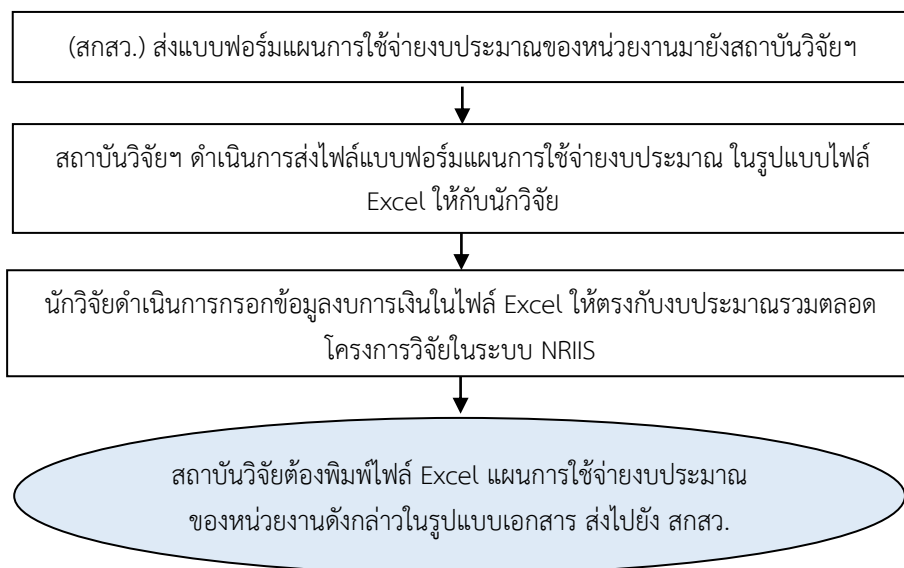 (สกสว.) ส่งแบบฟอร์มแผนการใช้จ่ายงบประมาณของหน่วยงานมายังสถาบันวิจัยฯ
สถาบันวิจัยฯ ดำเนินการส่งไฟล์แบบฟอร์มแผนการใช้จ่ายงบประมาณ ในรูปแบบไฟล์
Excel ให้กับนักวิจัย
นักวิจัยดำเนินการกรอกข้อมูลงบการเงินในไฟล์ Excel ให้ตรงกับงบประมาณรวมตลอด
โครงการวิจัยในระบบ NRIIS
สถาบันวิจัยต้องพิมพ์ไฟล์ Excel แผนการใช้จ่ายงบประมาณ
ของหน่วยงานดังกล่าวในรูปแบบเอกสาร ส่งไปยัง สกสว.